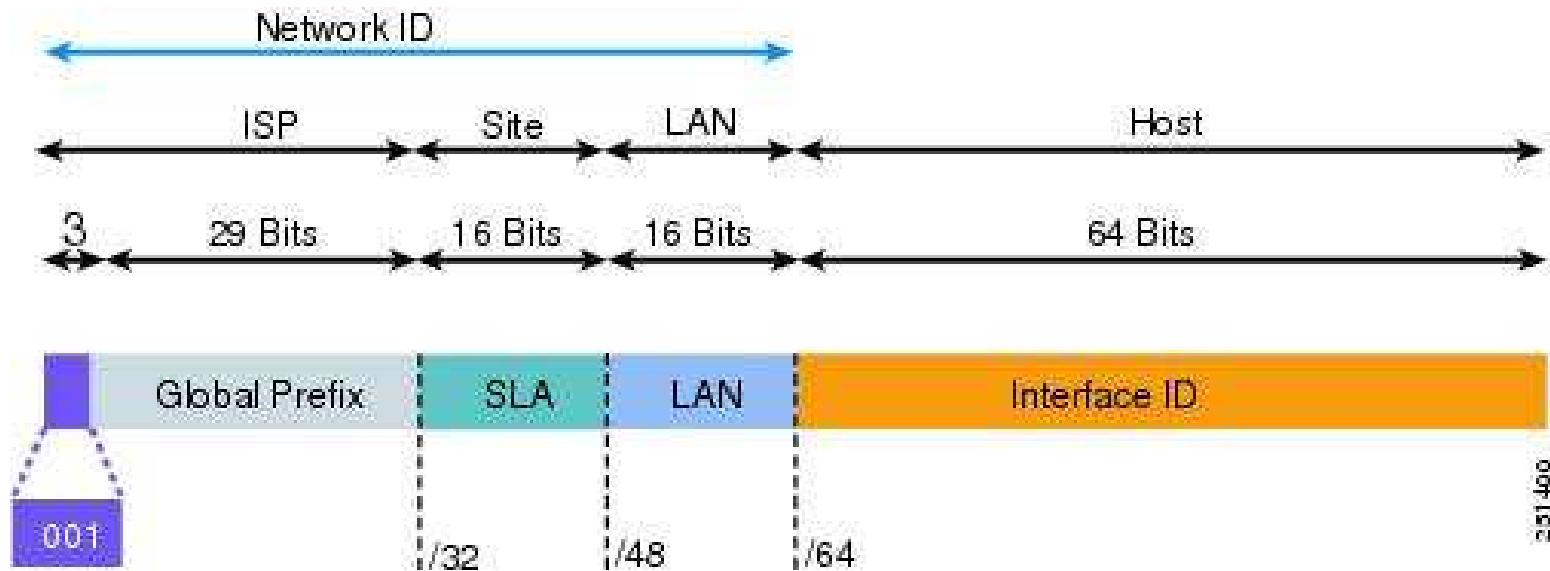 Network ID
ISP Site LAN Host
3 29 Bits 16 Bits 16 Bits 64 Bits
Global Prefix SLA LAN Interface ID
001
/32 /48 /64
251400